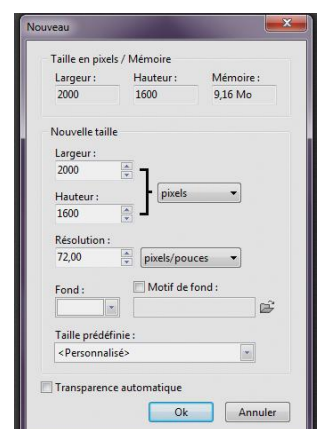 Nouveau
Taille en pixels / Mémoire
Largeur : Hauteur : Mémoire :
2000 1600 9,16 Mo
Nouvelle taille
Largeur :
2000
pixels
Hauteur :
1600
Résolution :
72,00 pixels/pouces
Fond : Motif de fond :
Taille prédéfinie :
<Personnalisé>
Transparence automatique
Ok Annuler